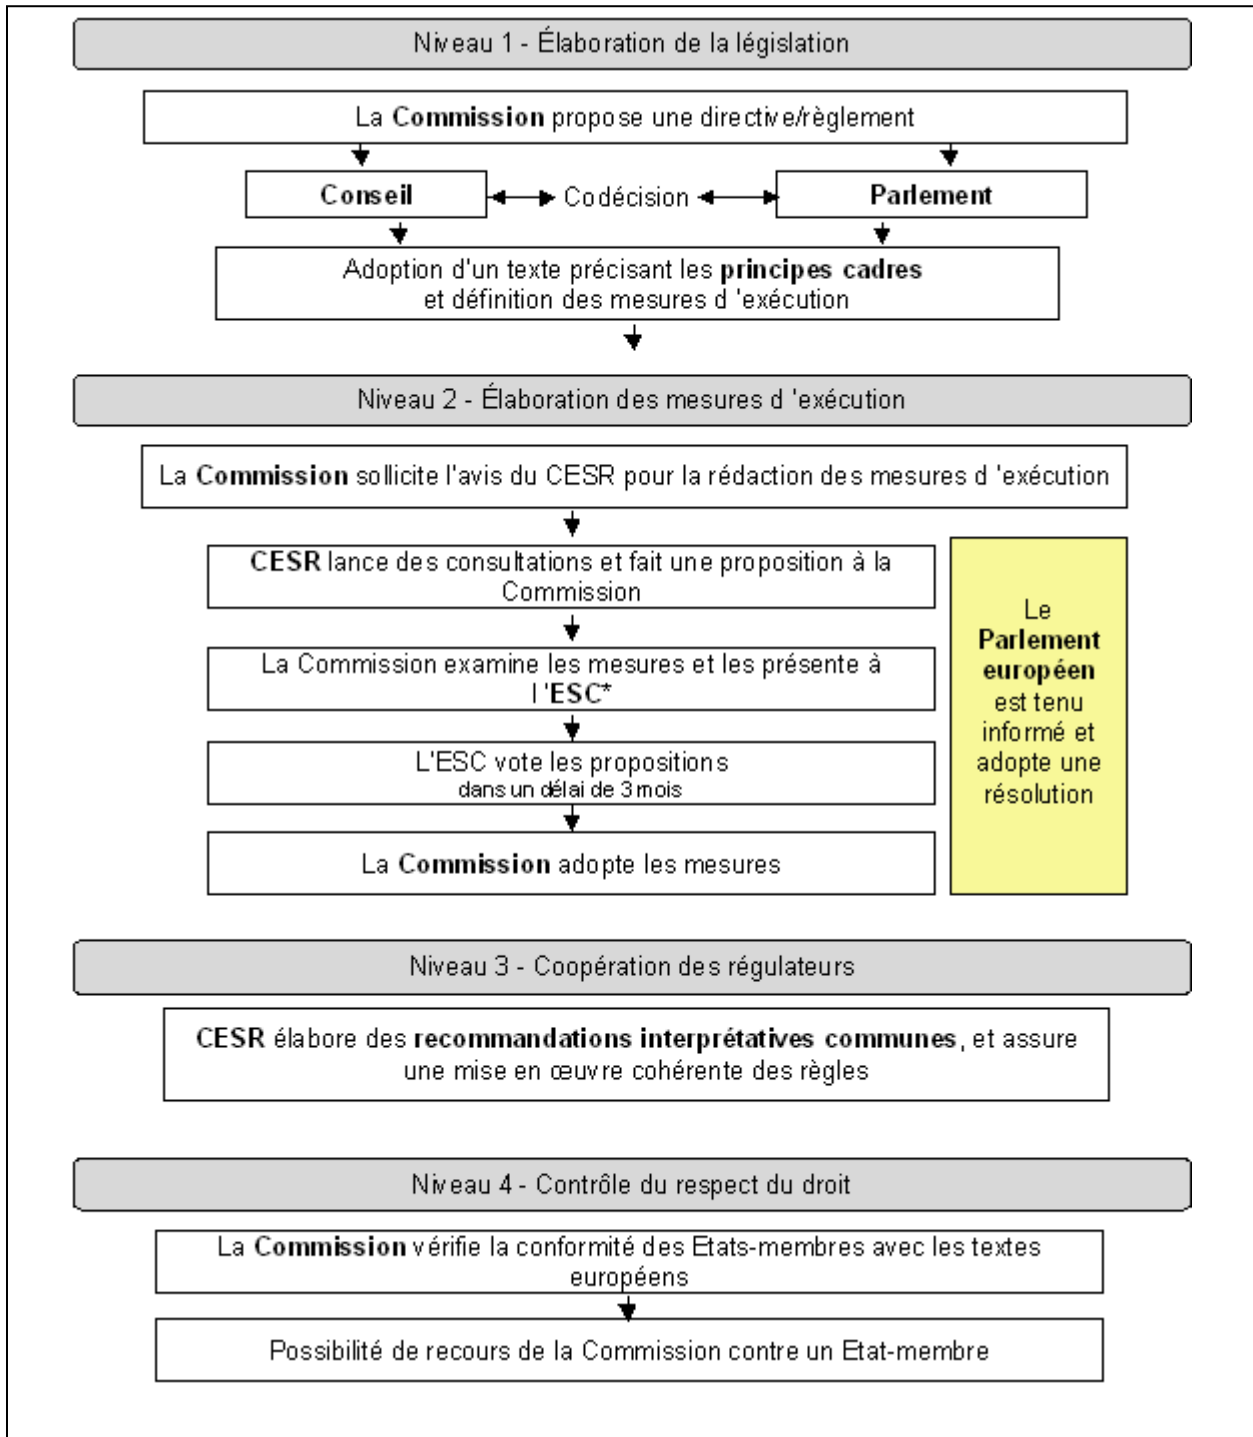 Niveau 1 - Élaboration de la législation
La Commission propose une directive/règlement
Conseil
Codécision
Parlement
Adoption d'un texte précisant les principes cadres
et définition des mesures d 'exécution
Niveau 2 - Élaboration des mesures d 'exécution
La Commission sollicite l'avis du CESR pour la rédaction des mesures d 'exécution
CESR lance des consultations et fait une proposition à la
Commission
La Commission examine les mesures et les présente à
l 'ESC*
L'ESC vote les propositions
dans un délai de 3 mois
La Commission adopte les mesures
Le
Parlement
européen
est tenu
informé et
adopte une
résolution
Niveau 3 - Coopération des régulateurs
CESR élabore des recommandations interprétatives communes, et assure
une mise en œuvre cohérente des règles
Niveau 4 - Contrôle du respect du droit
La Commission vérifie la conformité des Etats-membres avec les textes
européens
Possibilité de recours de la Commission contre un Etat-membre